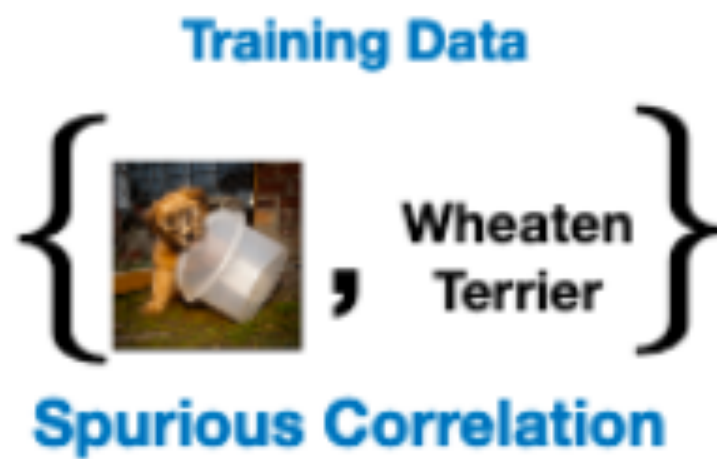 Training Data
{ , Wheaten }
Terrier
Spurious Correlation